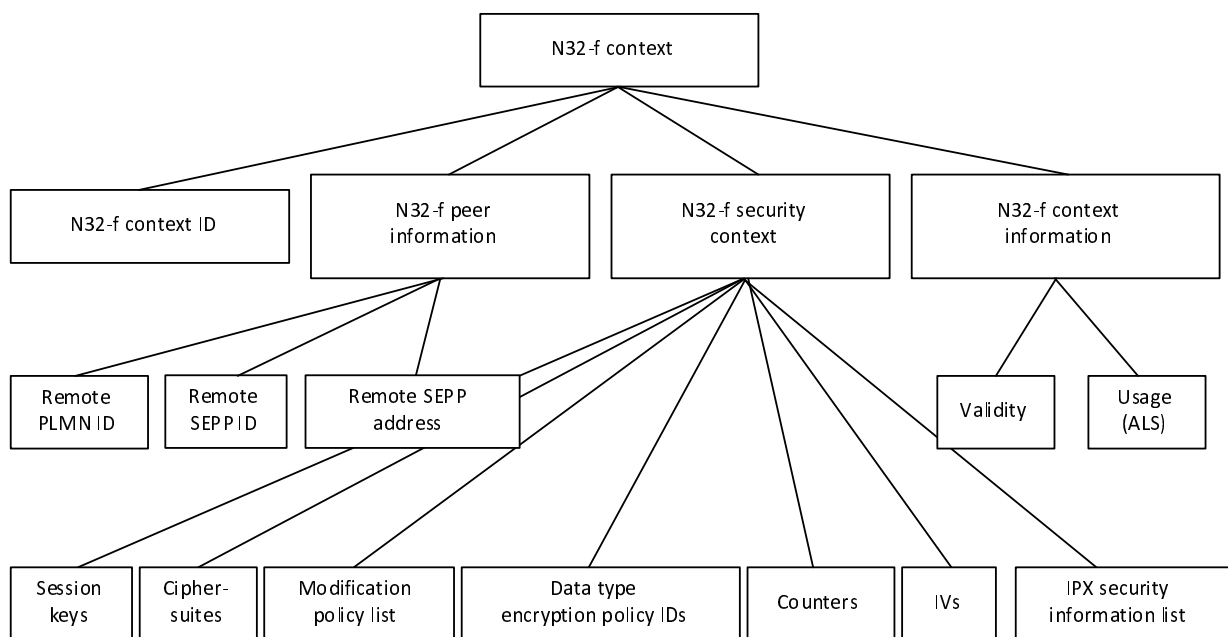 N32-f context
N32-f context ID
N32-f peer
information
N32-f security
context
N32-f context
information
Remote
PLMN ID
Remote
SEPP ID
Remote SEPP
address
Validity
Usage
(ALS)
Session
keys
Cipher-
suites
Modification
policy list
Data type
encryption policy IDs
Counters
IVs
IPX security
information list